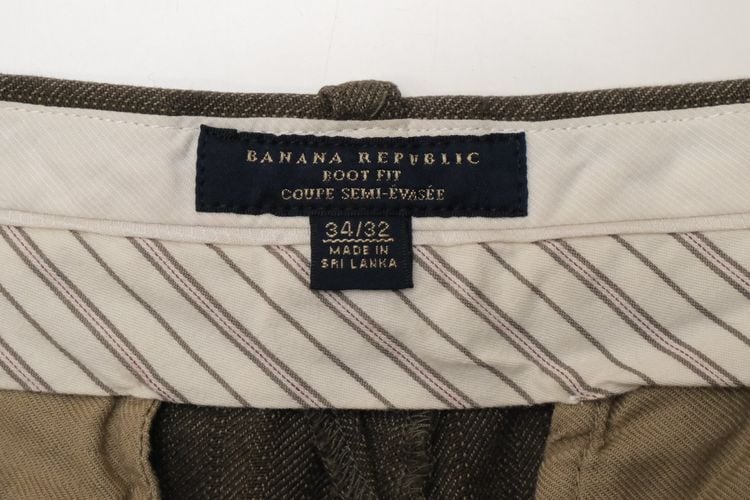 BANANA REPUBLIC
BOOT FIT
COUPE SEMI-ÉVASÉE
34/32
MADE IN
SRI LANKA